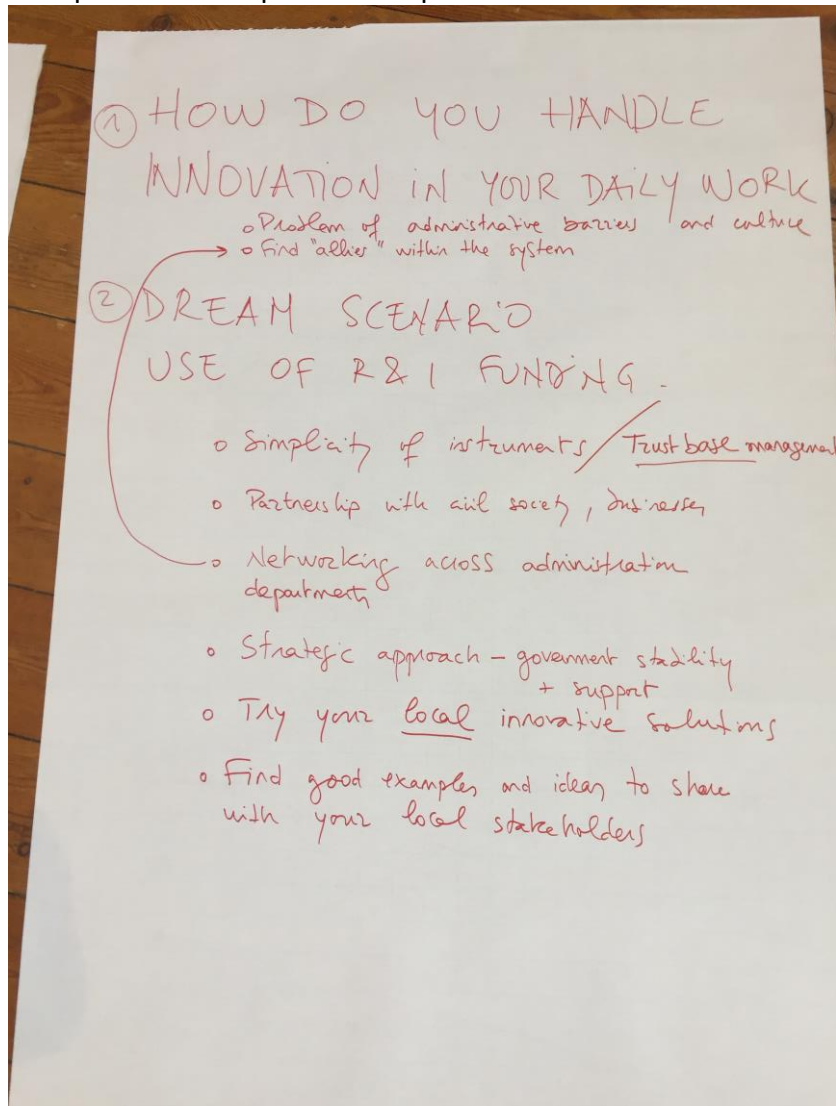 ① HOW DO YOU HANDLE
INNOVATION IN YOUR DAILY WORK
o Problem of administrative barriers and culture
o Find "allies" within the system
② DREAM SCENARIO
USE OF R&I FUNDING.
o Simplicity of instruments / Trust base management
o Partnership with civil society, businesses
o Networking across administration
departments
o Strategic approach – government stability
+ support
o Try your local innovative solutions
o Find good examples and ideas to share
with your local stakeholders